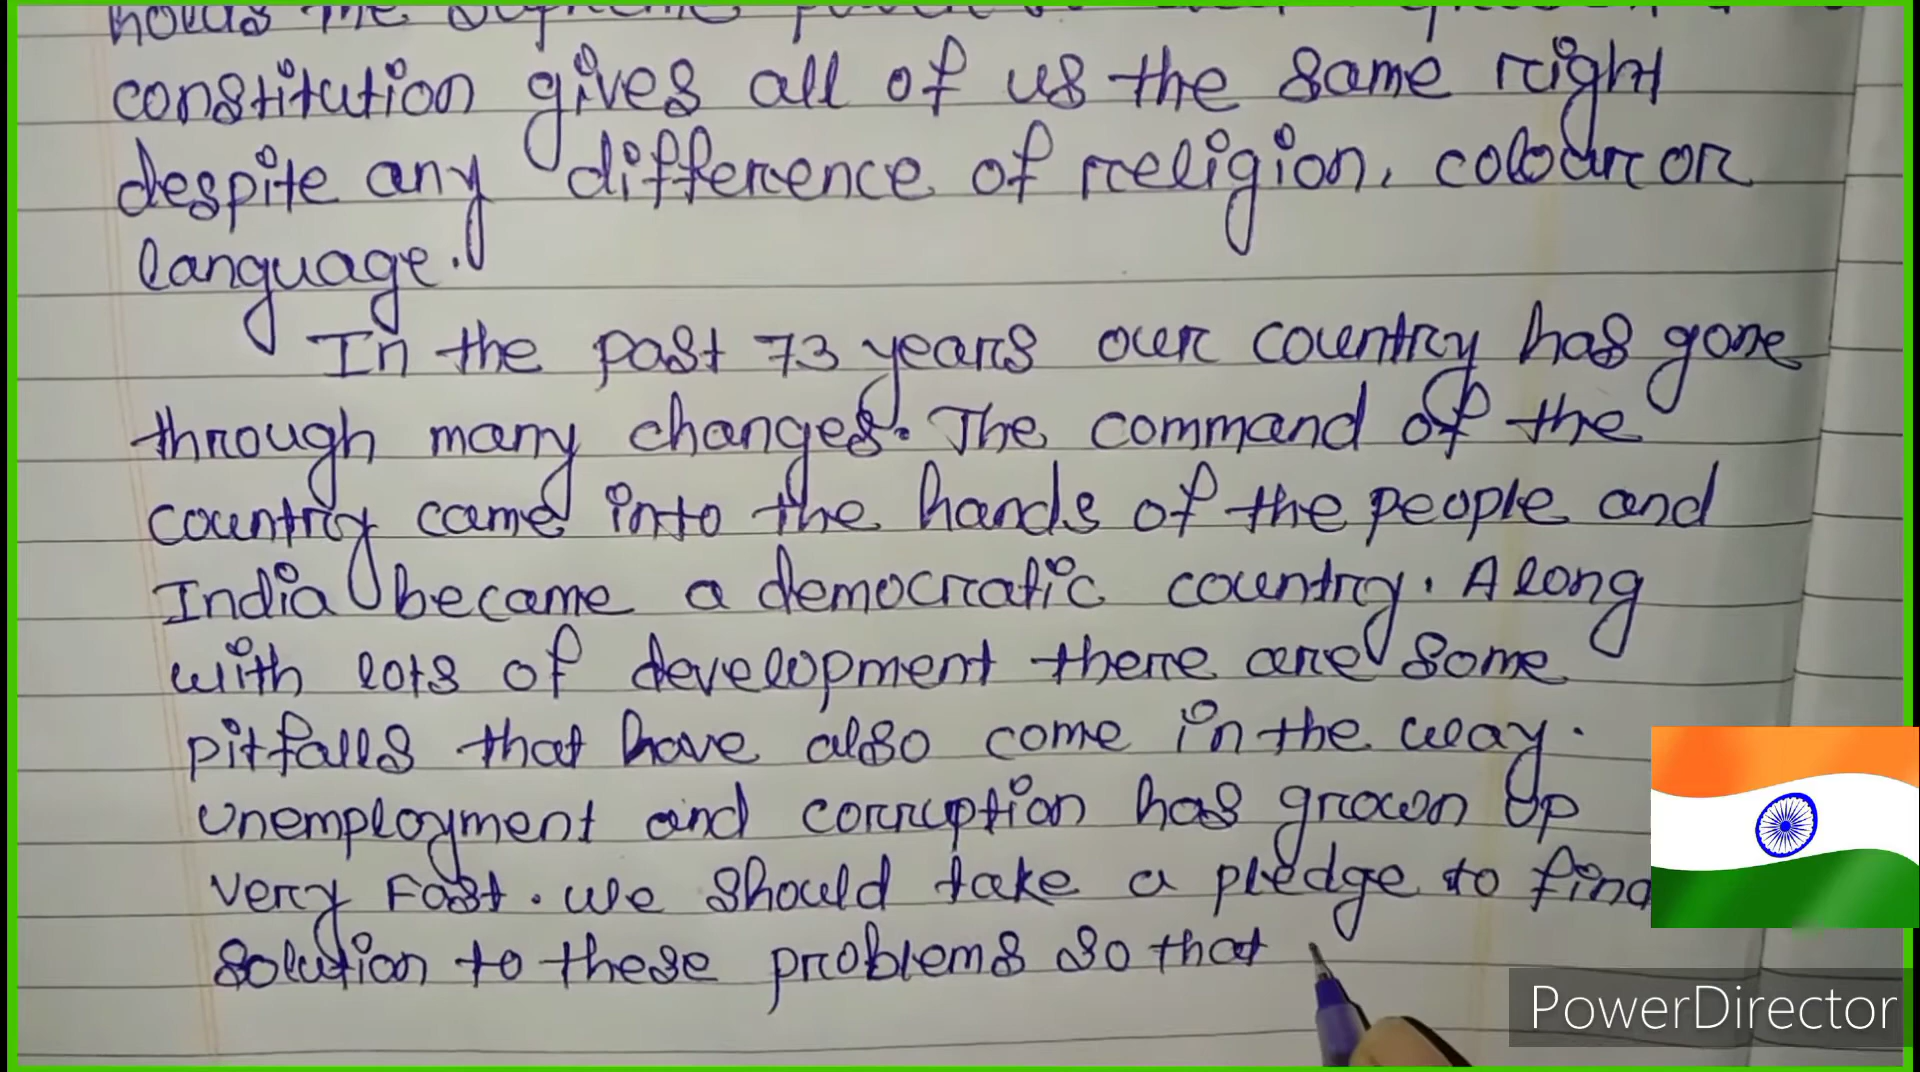 holds the supreme power
constitution gives all of us the same right
despite any difference of religion, colour or
language.
In the past 73 years our country has gone
through many changes. The command of the
country came into the hands of the people and
India became a democratic country. Along
with lots of development there are some
pitfalls that have also come in the way.
Unemployment and corruption has grown up
very fast. We should take a pledge to find
solution to these problems so that
PowerDirector